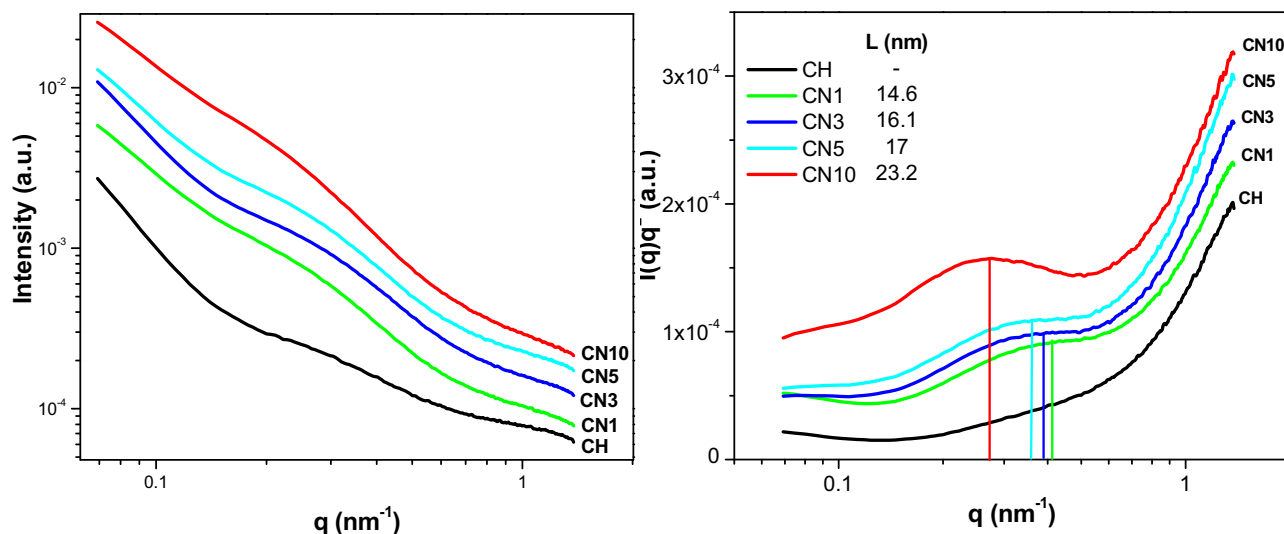 Intensity (a.u.)
10⁻²
10⁻³
10⁻⁴
CN10
CN5
CN3
CN1
CH
0.1
1
q (nm⁻¹)
I(q)q⁻ (a.u.)
3x10⁻⁴
2x10⁻⁴
1x10⁻⁴
0
L (nm)
CH -
CN1 14.6
CN3 16.1
CN5 17
CN10 23.2
CN10
CN5
CN3
CN1
CH
0.1
1
q (nm⁻¹)